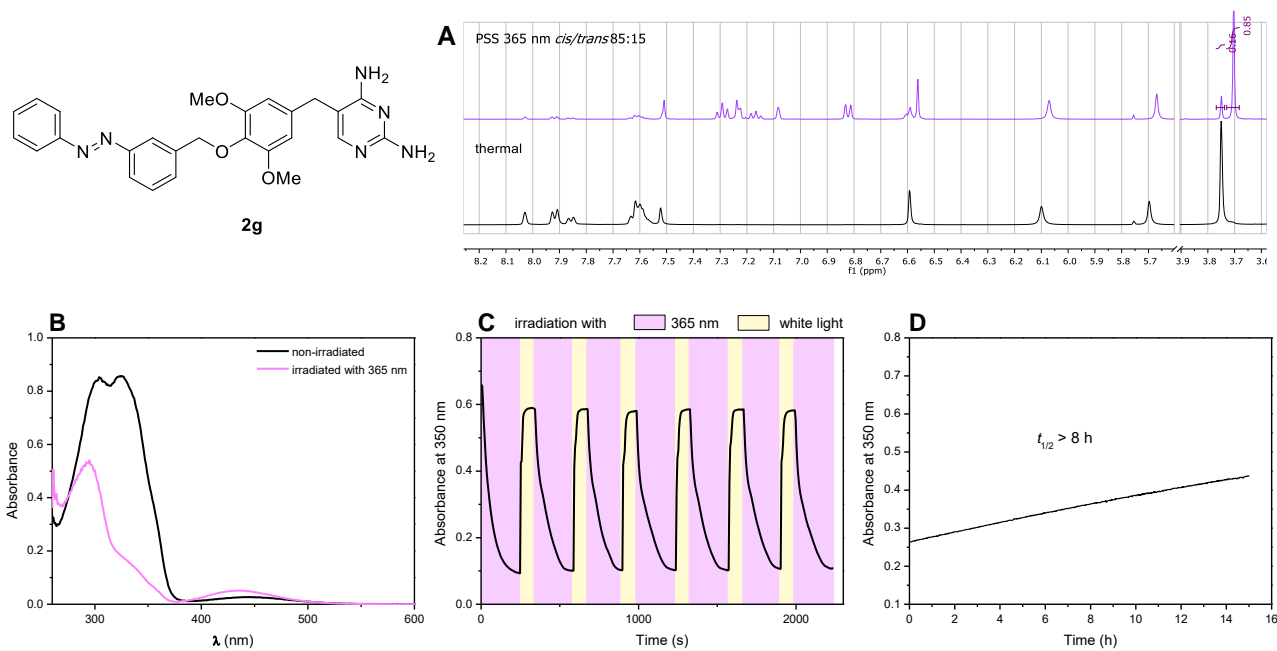 NH₂
MeO
N
N
N
N
O
NH₂
OMe
2g
A
PSS 365 nm cis/trans 85:15
0.16
0.85
thermal
8.2 8.1 8.0 7.9 7.8 7.7 7.6 7.5 7.4 7.3 7.2 7.1 7.0 6.9 6.8 6.7 6.6 6.5 6.4 6.3 6.2 6.1 6.0 5.9 5.8 5.7 3.9 3.8 3.7 3.6
f1 (ppm)
B
non-irradiated
irradiated with 365 nm
Absorbance
1.0
0.8
0.6
0.4
0.2
0.0
300 400 500 600
λ (nm)
C
irradiation with 365 nm white light
Absorbance at 350 nm
0.8
0.6
0.4
0.2
0.0
0 1000 2000
Time (s)
D
t1/2 > 8 h
Absorbance at 350 nm
0.8
0.7
0.6
0.5
0.4
0.3
0.2
0.1
0 2 4 6 8 10 12 14 16
Time (h)